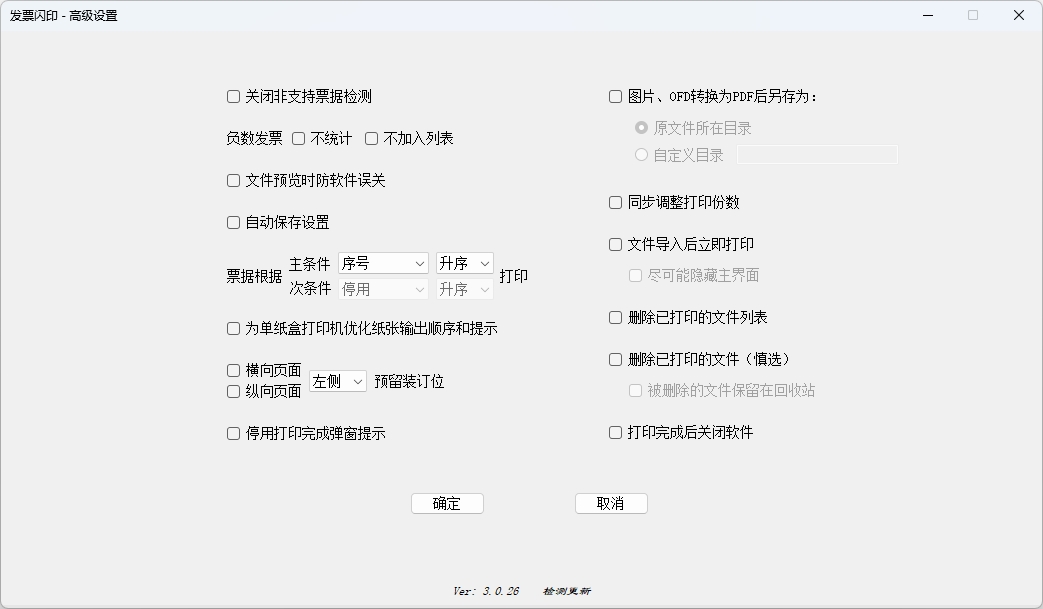 发票闪印 - 高级设置
关闭非支持票据检测
负数发票 不统计 不加入列表
文件预览时防软件误关
自动保存设置
票据根据 主条件 序号 升序 打印
次条件 停用 升序
为单纸盒打印机优化纸张输出顺序和提示
横向页面
纵向页面
左侧 预留装订位
停用打印完成弹窗提示
图片、OFD转换为PDF后另存为：
原文件所在目录
自定义目录
同步调整打印份数
文件导入后立即打印
尽可能隐藏主界面
删除已打印的文件列表
删除已打印的文件（慎选）
被删除的文件保留在回收站
打印完成后关闭软件
确定 取消
Ver: 3.0.26 检测更新